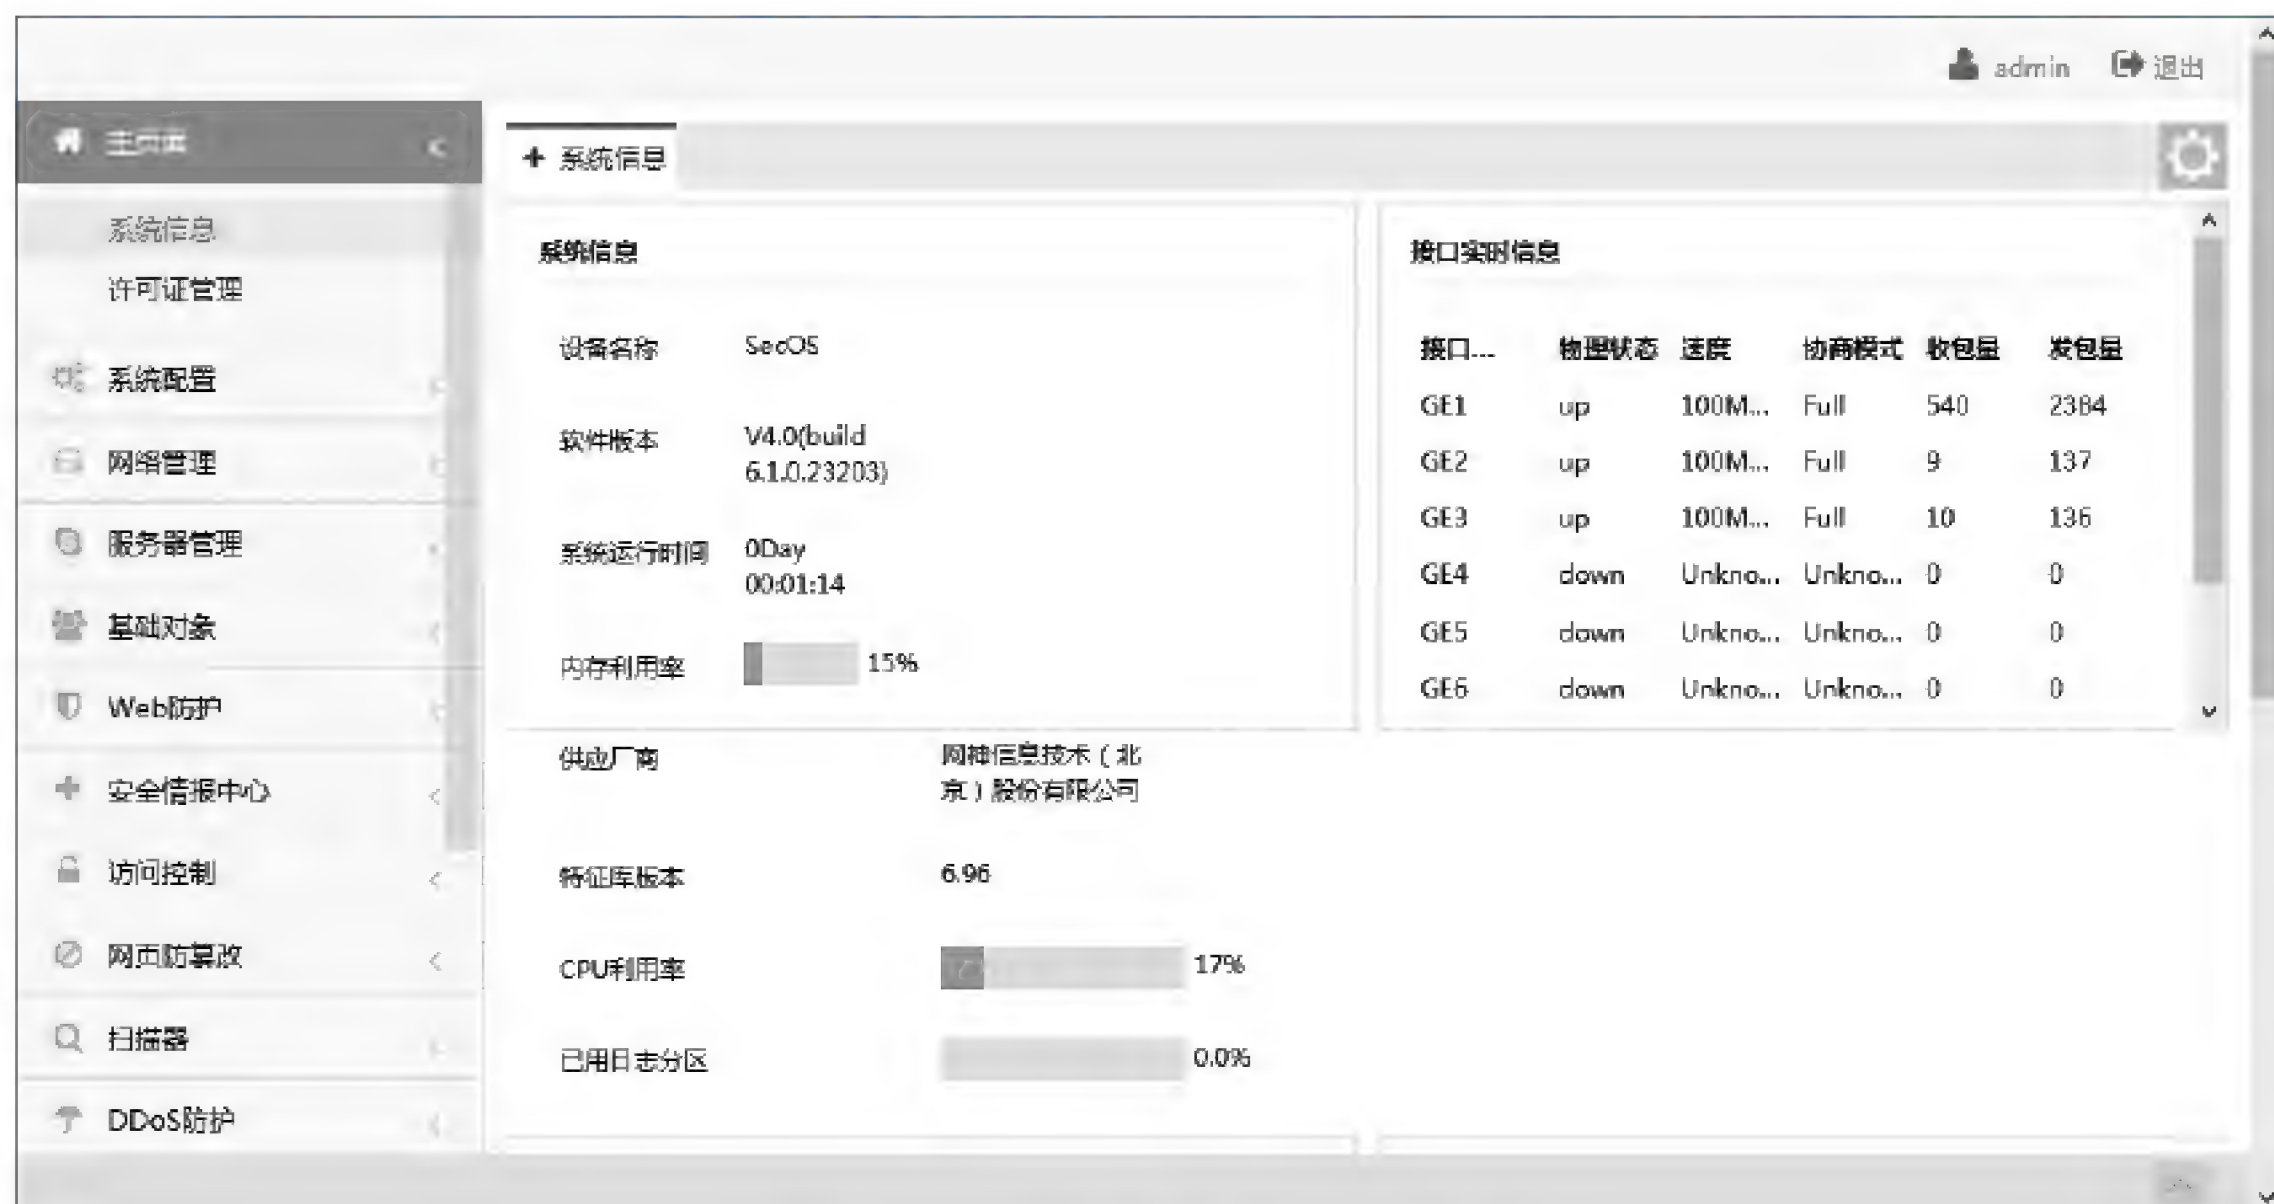 admin 退出
主页面
系统信息
许可证管理
系统配置
网络管理
服务器管理
基础对象
Web防护
安全情报中心
访问控制
网页防篡改
扫描器
DDoS防护
系统信息
系统信息
设备名称 SecOS
软件版本 V4.0(build
6.1.0.23203)
系统运行时间 0Day
00:01:14
内存利用率 15%
供应厂商 网神信息技术（北
京）股份有限公司
特征库版本 6.96
CPU利用率 17%
已用日志分区 0.0%
接口实时信息
接口... 物理状态 速度 协商模式 收包量 发包量
GE1 up 100M... Full 540 2384
GE2 up 100M... Full 9 137
GE3 up 100M... Full 10 136
GE4 down Unkno... Unkno... 0 0
GE5 down Unkno... Unkno... 0 0
GE6 down Unkno... Unkno... 0 0